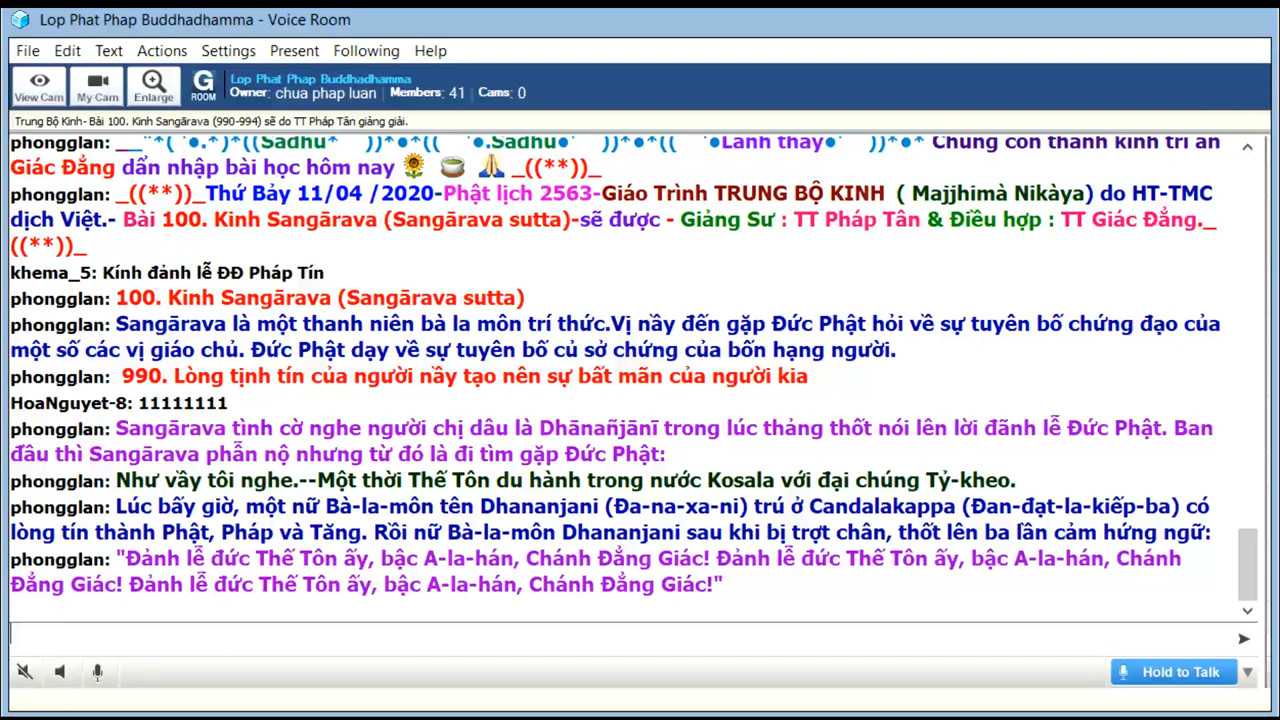 Lop Phat Phap Buddhadhamma - Voice Room
File Edit Text Actions Settings Present Following Help
View Cam My Cam Enlarge G ROOM
Lop Phat Phap Buddhadhamma
Owner: chua phap luan Members: 41 Cams: 0
Trung Bộ Kinh- Bài 100. Kinh Sangārava (990-994) sẽ do TT Pháp Tân giảng giải.
phongglan: __"*( ¨●.*)*((Sadhu* ¨))*●*(( ¨●.Sadhu●¨ ))*●*(( ¨●Lành thay●¨ ))*●* Chúng con thành kính tri ân
Giác Đẳng dẫn nhập bài học hôm nay 🌻 🍵 🙏 _((**))_
phongglan: _((**))_Thứ Bảy 11/04 /2020-Phật lịch 2563-Giáo Trình TRUNG BỘ KINH ( Majjhimà Nikàya) do HT-TMC
dịch Việt.- Bài 100. Kinh Sangārava (Sangārava sutta)-sẽ được - Giảng Sư : TT Pháp Tân & Điều hợp : TT Giác Đẳng._
((**))_
khema_5: Kính đảnh lễ ĐĐ Pháp Tín
phongglan: 100. Kinh Sangārava (Sangārava sutta)
phongglan: Sangārava là một thanh niên bà la môn trí thức.Vị nầy đến gặp Đức Phật hỏi về sự tuyên bố chứng đạo của
một số các vị giáo chủ. Đức Phật dạy về sự tuyên bố củ sở chứng của bốn hạng người.
phongglan: 990. Lòng tịnh tín của người nầy tạo nên sự bất mãn của người kia
HoaNguyet-8: 11111111
phongglan: Sangārava tình cờ nghe người chị dâu là Dhānañjānī trong lúc thảng thốt nói lên lời đãnh lễ Đức Phật. Ban
đầu thì Sangārava phẫn nộ nhưng từ đó là đi tìm gặp Đức Phật:
phongglan: Như vầy tôi nghe.--Một thời Thế Tôn du hành trong nước Kosala với đại chúng Tỷ-kheo.
phongglan: Lúc bấy giờ, một nữ Bà-la-môn tên Dhananjani (Đa-na-xa-ni) trú ở Candalakappa (Đan-đạt-la-kiếp-ba) có
lòng tín thành Phật, Pháp và Tăng. Rồi nữ Bà-la-môn Dhananjani sau khi bị trợt chân, thốt lên ba lần cảm hứng ngữ:
phongglan: "Đảnh lễ đức Thế Tôn ấy, bậc A-la-hán, Chánh Đẳng Giác! Đảnh lễ đức Thế Tôn ấy, bậc A-la-hán, Chánh
Đẳng Giác! Đảnh lễ đức Thế Tôn ấy, bậc A-la-hán, Chánh Đẳng Giác!"
Hold to Talk